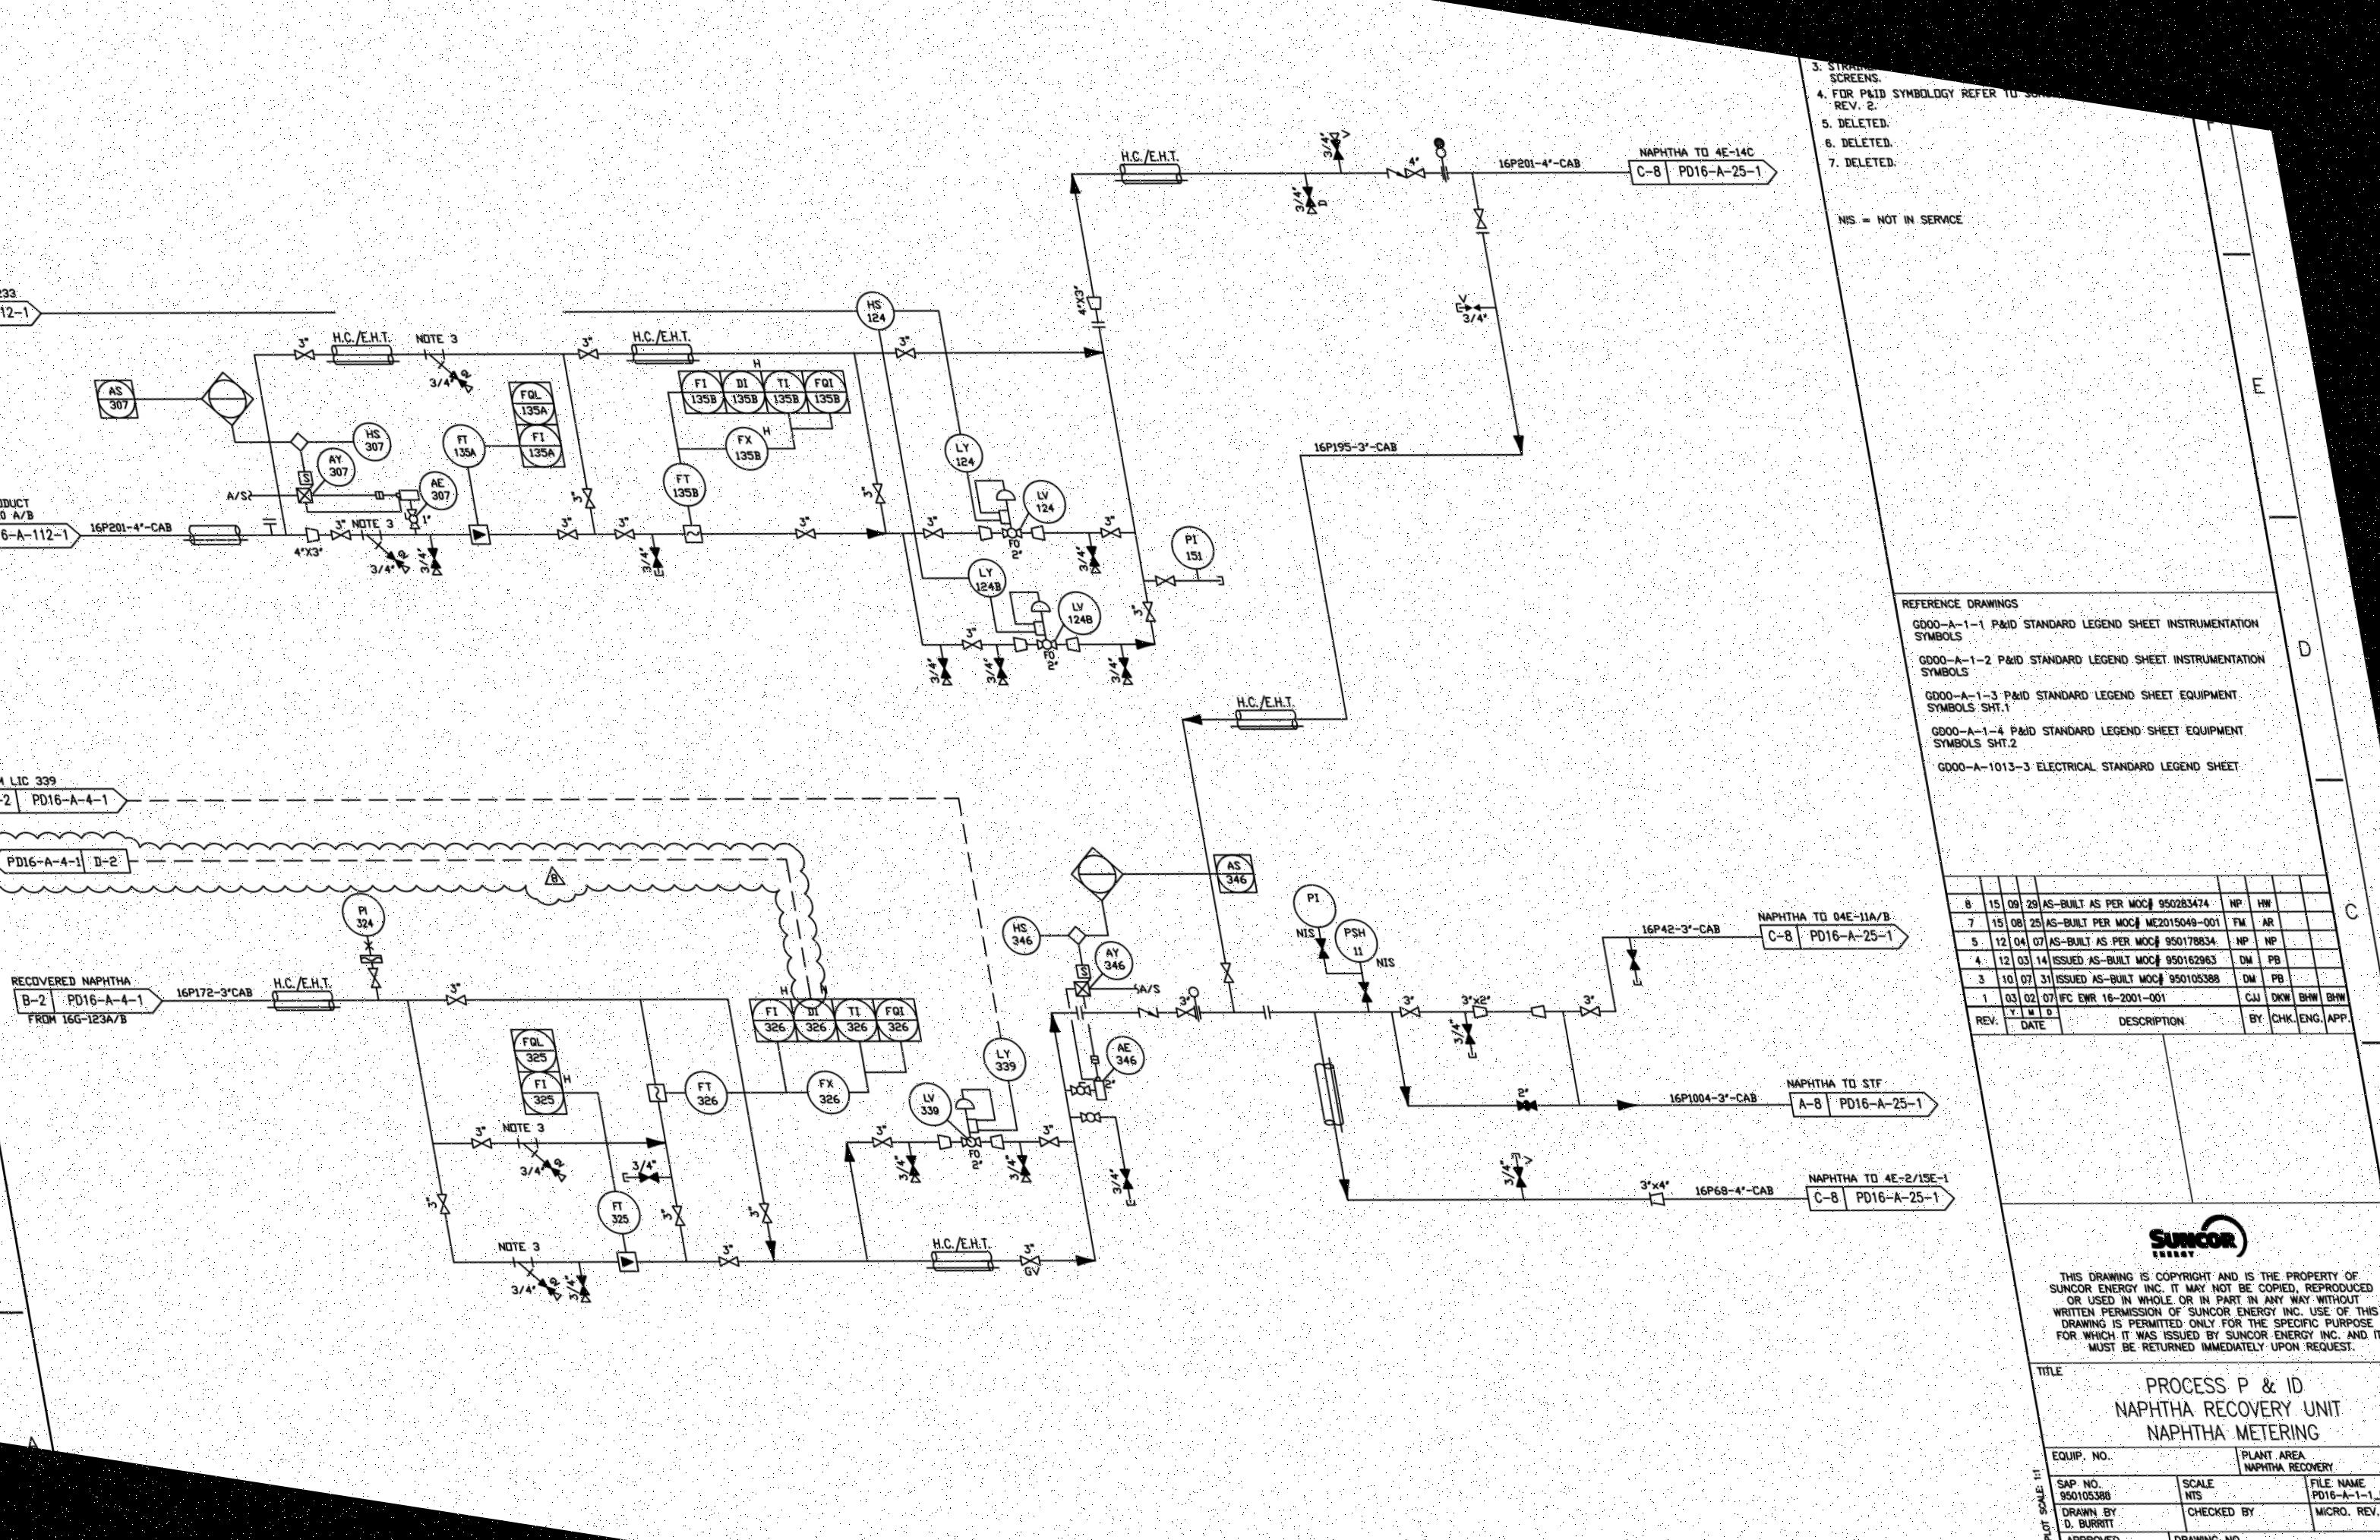 SCREENS.
4. FOR P&ID SYMBOLOGY REFER TO
REV. 2.
5. DELETED.
6. DELETED.
7. DELETED.
NIS = NOT IN SERVICE
H.C./E.H.T.
3/4"
V
3/4"
D
4"
16P201-4"-CAB
NAPHTHA TO 4E-14C
C-8 PD16-A-25-1
233
12-1
HS
124
4"X3"
V
3/4"
3"
H.C./E.H.T.
NOTE 3
3/4"
3"
H.C./E.H.T.
3"
AS
307
FQL
135A
FI
135A
H
FI
135B
DI
135B
TI
135B
FQI
135B
HS
307
AY
307
S
FT
135A
FX
135B
H
LY
124
16P195-3"-CAB
A/S
AE
307
1"
3"
FT
135B
3"
LV
124
DUCT
O A/B
6-A-112-1
16P201-4"-CAB
4"X3"
3"
NOTE 3
3/4"
3/4"
3"
3"
3/4"
3"
3"
FO
2"
3/4"
3"
PI
151
LY
124B
LV
124B
3"
3"
FO
2"
3/4"
3/4"
3/4"
H.C./E.H.T.
REFERENCE DRAWINGS
GD00-A-1-1 P&ID STANDARD LEGEND SHEET INSTRUMENTATION
SYMBOLS
GD00-A-1-2 P&ID STANDARD LEGEND SHEET INSTRUMENTATION
SYMBOLS
GD00-A-1-3 P&ID STANDARD LEGEND SHEET EQUIPMENT
SYMBOLS SHT.1
GD00-A-1-4 P&ID STANDARD LEGEND SHEET EQUIPMENT
SYMBOLS SHT.2
GD00-A-1013-3 ELECTRICAL STANDARD LEGEND SHEET
E
D
C
LIC 339
-2 PD16-A-4-1
PD16-A-4-1 D-2
8
PI
324
RECOVERED NAPHTHA
B-2 PD16-A-4-1
FROM 16G-123A/B
16P172-3"CAB
H.C./E.H.T.
3"
H
H
FI
326
DI
326
TI
326
FQI
326
FQL
325
FI
325
H
FT
326
FX
326
LV
339
LY
339
AS
346
HS
346
AY
346
S
A/S
AE
346
2"
3"
PI
NIS
PSH
11
NIS
3"
3"x2"
3/4"
3"
16P42-3"-CAB
NAPHTHA TO 04E-11A/B
C-8 PD16-A-25-1
2"
16P1004-3"-CAB
NAPHTHA TO STF
A-8 PD16-A-25-1
3/4"
V
3"x4"
16P68-4"-CAB
NAPHTHA TO 4E-2/15E-1
C-8 PD16-A-25-1
3"
NOTE 3
3/4"
3/4"
3"
FO
2"
3/4"
3/4"
3"
3/4"
3"
FT
325
3"
3"
NOTE 3
3/4"
3/4"
3"
H.C./E.H.T.
3"
GV
8 15 09 29 AS-BUILT AS PER MOC# 950283474 NP HW
7 15 08 25 AS-BUILT PER MOC# ME2015049-001 FM AR
5 12 04 07 AS-BUILT AS PER MOC# 950178834 NP NP
4 12 03 14 ISSUED AS-BUILT MOC# 950162963 DM PB
3 10 07 31 ISSUED AS-BUILT MOC# 950105388 DM PB
1 03 02 07 IFC EWR 16-2001-001 CJJ DKW BHW BHW
REV. Y M D DATE DESCRIPTION BY CHK. ENG. APP.
SUNCOR
ENERGY
THIS DRAWING IS COPYRIGHT AND IS THE PROPERTY OF
SUNCOR ENERGY INC. IT MAY NOT BE COPIED, REPRODUCED
OR USED IN WHOLE OR IN PART IN ANY WAY WITHOUT
WRITTEN PERMISSION OF SUNCOR ENERGY INC. USE OF THIS
DRAWING IS PERMITTED ONLY FOR THE SPECIFIC PURPOSE
FOR WHICH IT WAS ISSUED BY SUNCOR ENERGY INC. AND
MUST BE RETURNED IMMEDIATELY UPON REQUEST.
TITLE
PROCESS P & ID
NAPHTHA RECOVERY UNIT
NAPHTHA METERING
EQUIP. NO.
PLANT AREA
NAPHTHA RECOVERY
SAP NO.
950105388
SCALE
NTS
FILE NAME
PD16-A-1-1
DRAWN BY
D. BURRITT
CHECKED BY
MICRO. REV.
PLOT SCALE: 1:1